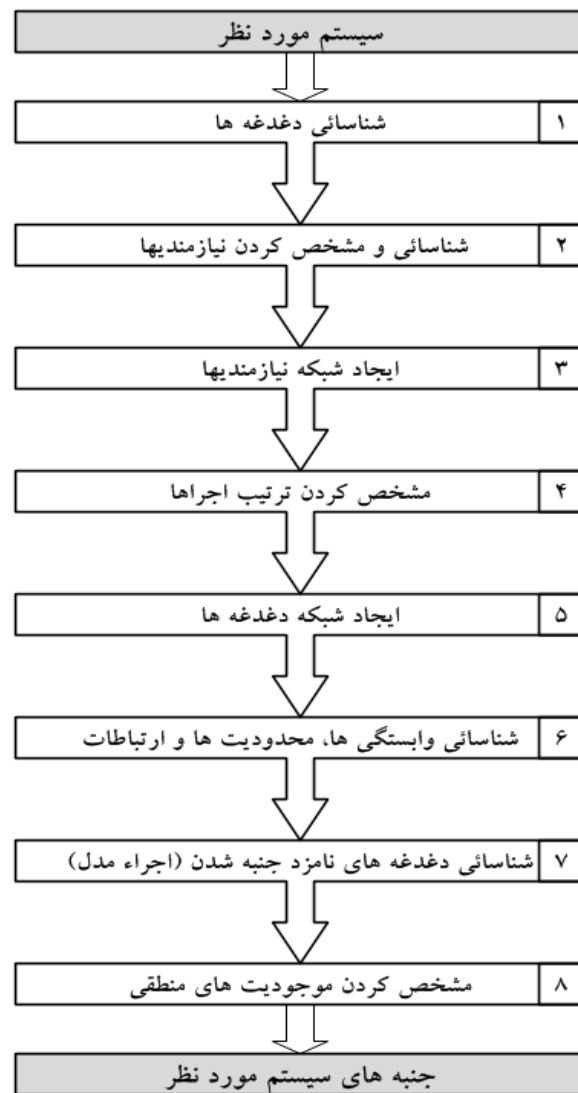 سیستم مورد نظر
۱ شناسائی دغدغه ها
۲ شناسائی و مشخص کردن نیازمندیها
۳ ایجاد شبکه نیازمندیها
۴ مشخص کردن ترتیب اجراها
۵ ایجاد شبکه دغدغه ها
۶ شناسائی وابستگی ها، محدودیت ها و ارتباطات
۷ شناسائی دغدغه های نامزد جنبه شدن (اجراء مدل)
۸ مشخص کردن موجودیت های منطقی
جنبه های سیستم مورد نظر